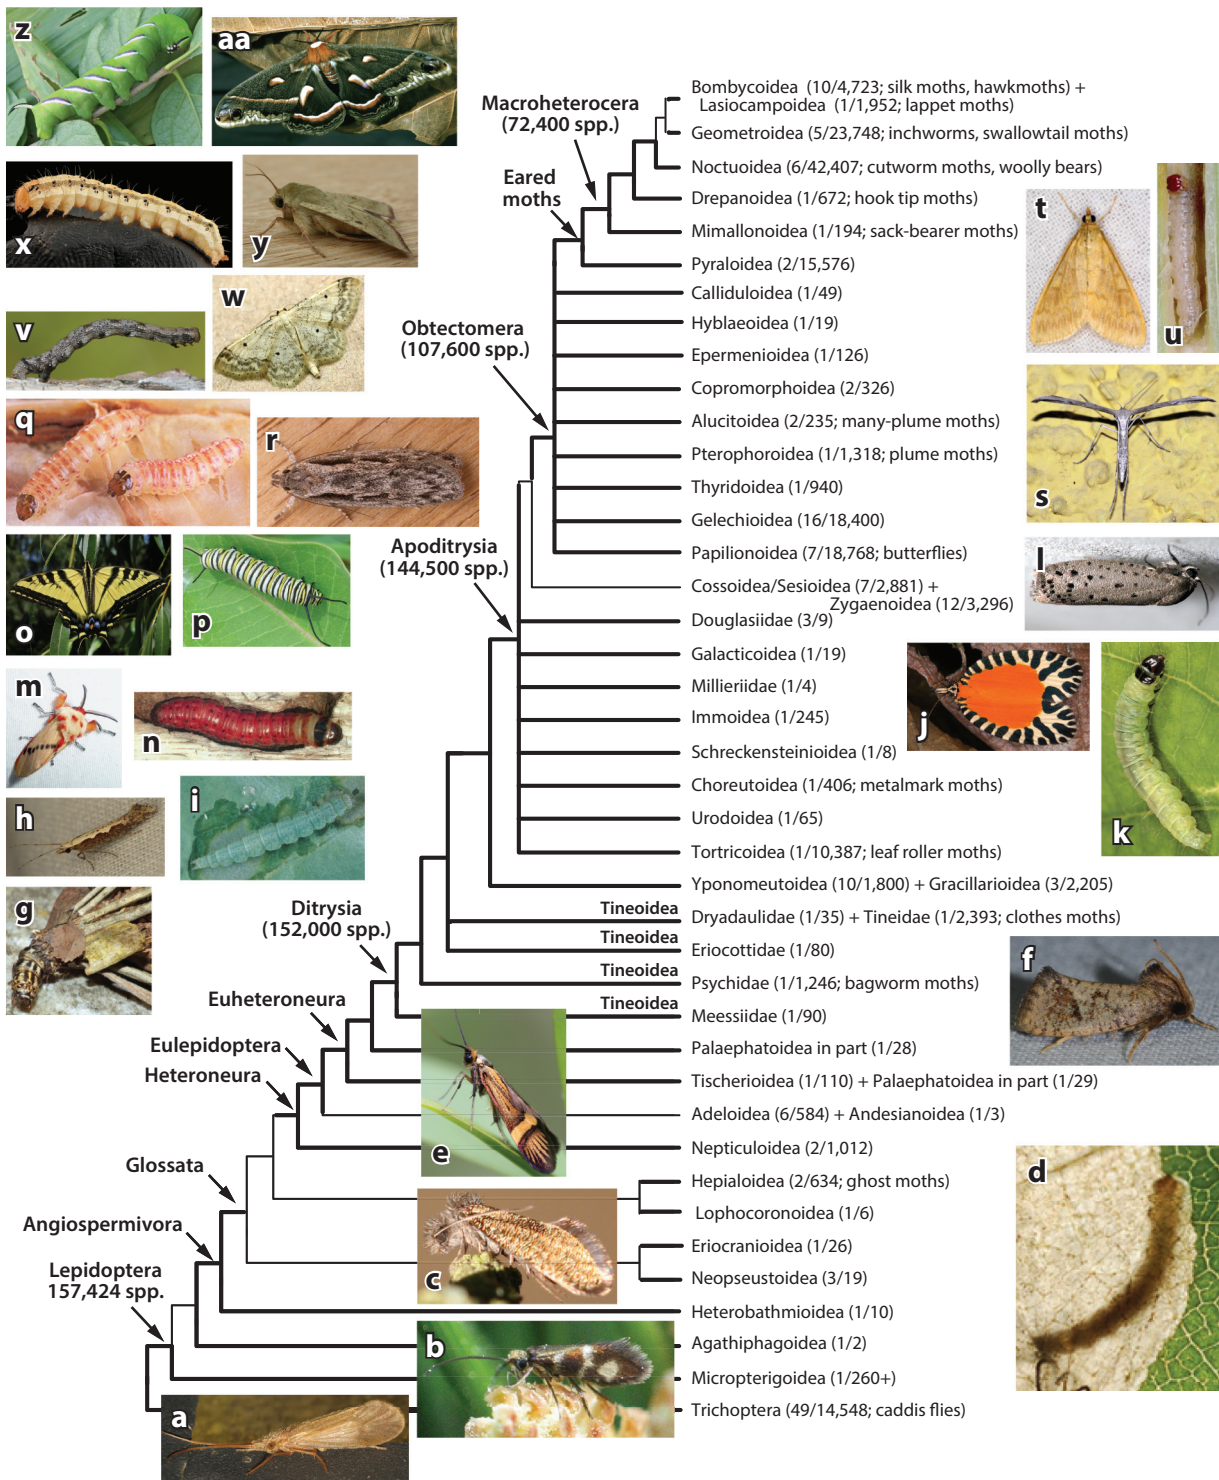 z
aa
Bombycoidea (10/4,723; silk moths, hawkmoths) +
Lasiocampoidea (1/1,952; lappet moths)
Macroheterocera
(72,400 spp.)
Geometroidea (5/23,748; inchworms, swallowtail moths)
Noctuoidea (6/42,407; cutworm moths, woolly bears)
x
y
Eared
moths
Drepanoidea (1/672; hook tip moths)
t
u
Mimallonoidea (1/194; sack-bearer moths)
Pyraloidea (2/15,576)
v
w
Calliduloidea (1/49)
Obtectomera
(107,600 spp.)
Hyblaeoidea (1/19)
Epermenioidea (1/126)
Copromorphoidea (2/326)
q
r
Alucitoidea (2/235; many-plume moths)
s
Pterophoroidea (1/1,318; plume moths)
Thyridoidea (1/940)
Gelechioidea (16/18,400)
o
p
Apoditrysia
(144,500 spp.)
Papilionoidea (7/18,768; butterflies)
l
Cossoidea/Sesioidea (7/2,881) +
Zygaenoidea (12/3,296)
Douglasiidae (3/9)
m
n
Galacticoidea (1/19)
j
k
Millieriidae (1/4)
Immoidea (1/245)
Schreckensteinioidea (1/8)
h
i
Choreutoidea (1/406; metalmark moths)
Urodoidea (1/65)
Tortricoidea (1/10,387; leaf roller moths)
Yponomeutoidea (10/1,800) + Gracillarioidea (3/2,205)
g
Ditrysia
(152,000 spp.)
Tineoidea
Dryadaulidae (1/35) + Tineidae (1/2,393; clothes moths)
Tineoidea
Eriocottidae (1/80)
f
Tineoidea
Psychidae (1/1,246; bagworm moths)
Euheteroneura
Tineoidea
Meessiidae (1/90)
Eulepidoptera
Palaephatoidea in part (1/28)
Heteroneura
Tischerioidea (1/110) + Palaephatoidea in part (1/29)
Adeloidea (6/584) + Andesianoidea (1/3)
e
Nepticuloidea (2/1,012)
Glossata
d
Hepialoidea (2/634; ghost moths)
Lophocoronoidea (1/6)
Angiospermivora
c
Eriocranioidea (1/26)
Neopseustoidea (3/19)
Lepidoptera
157,424 spp.
Heterobathmioidea (1/10)
b
Agathiphagoidea (1/2)
Micropterigoidea (1/260+)
a
Trichoptera (49/14,548; caddis flies)